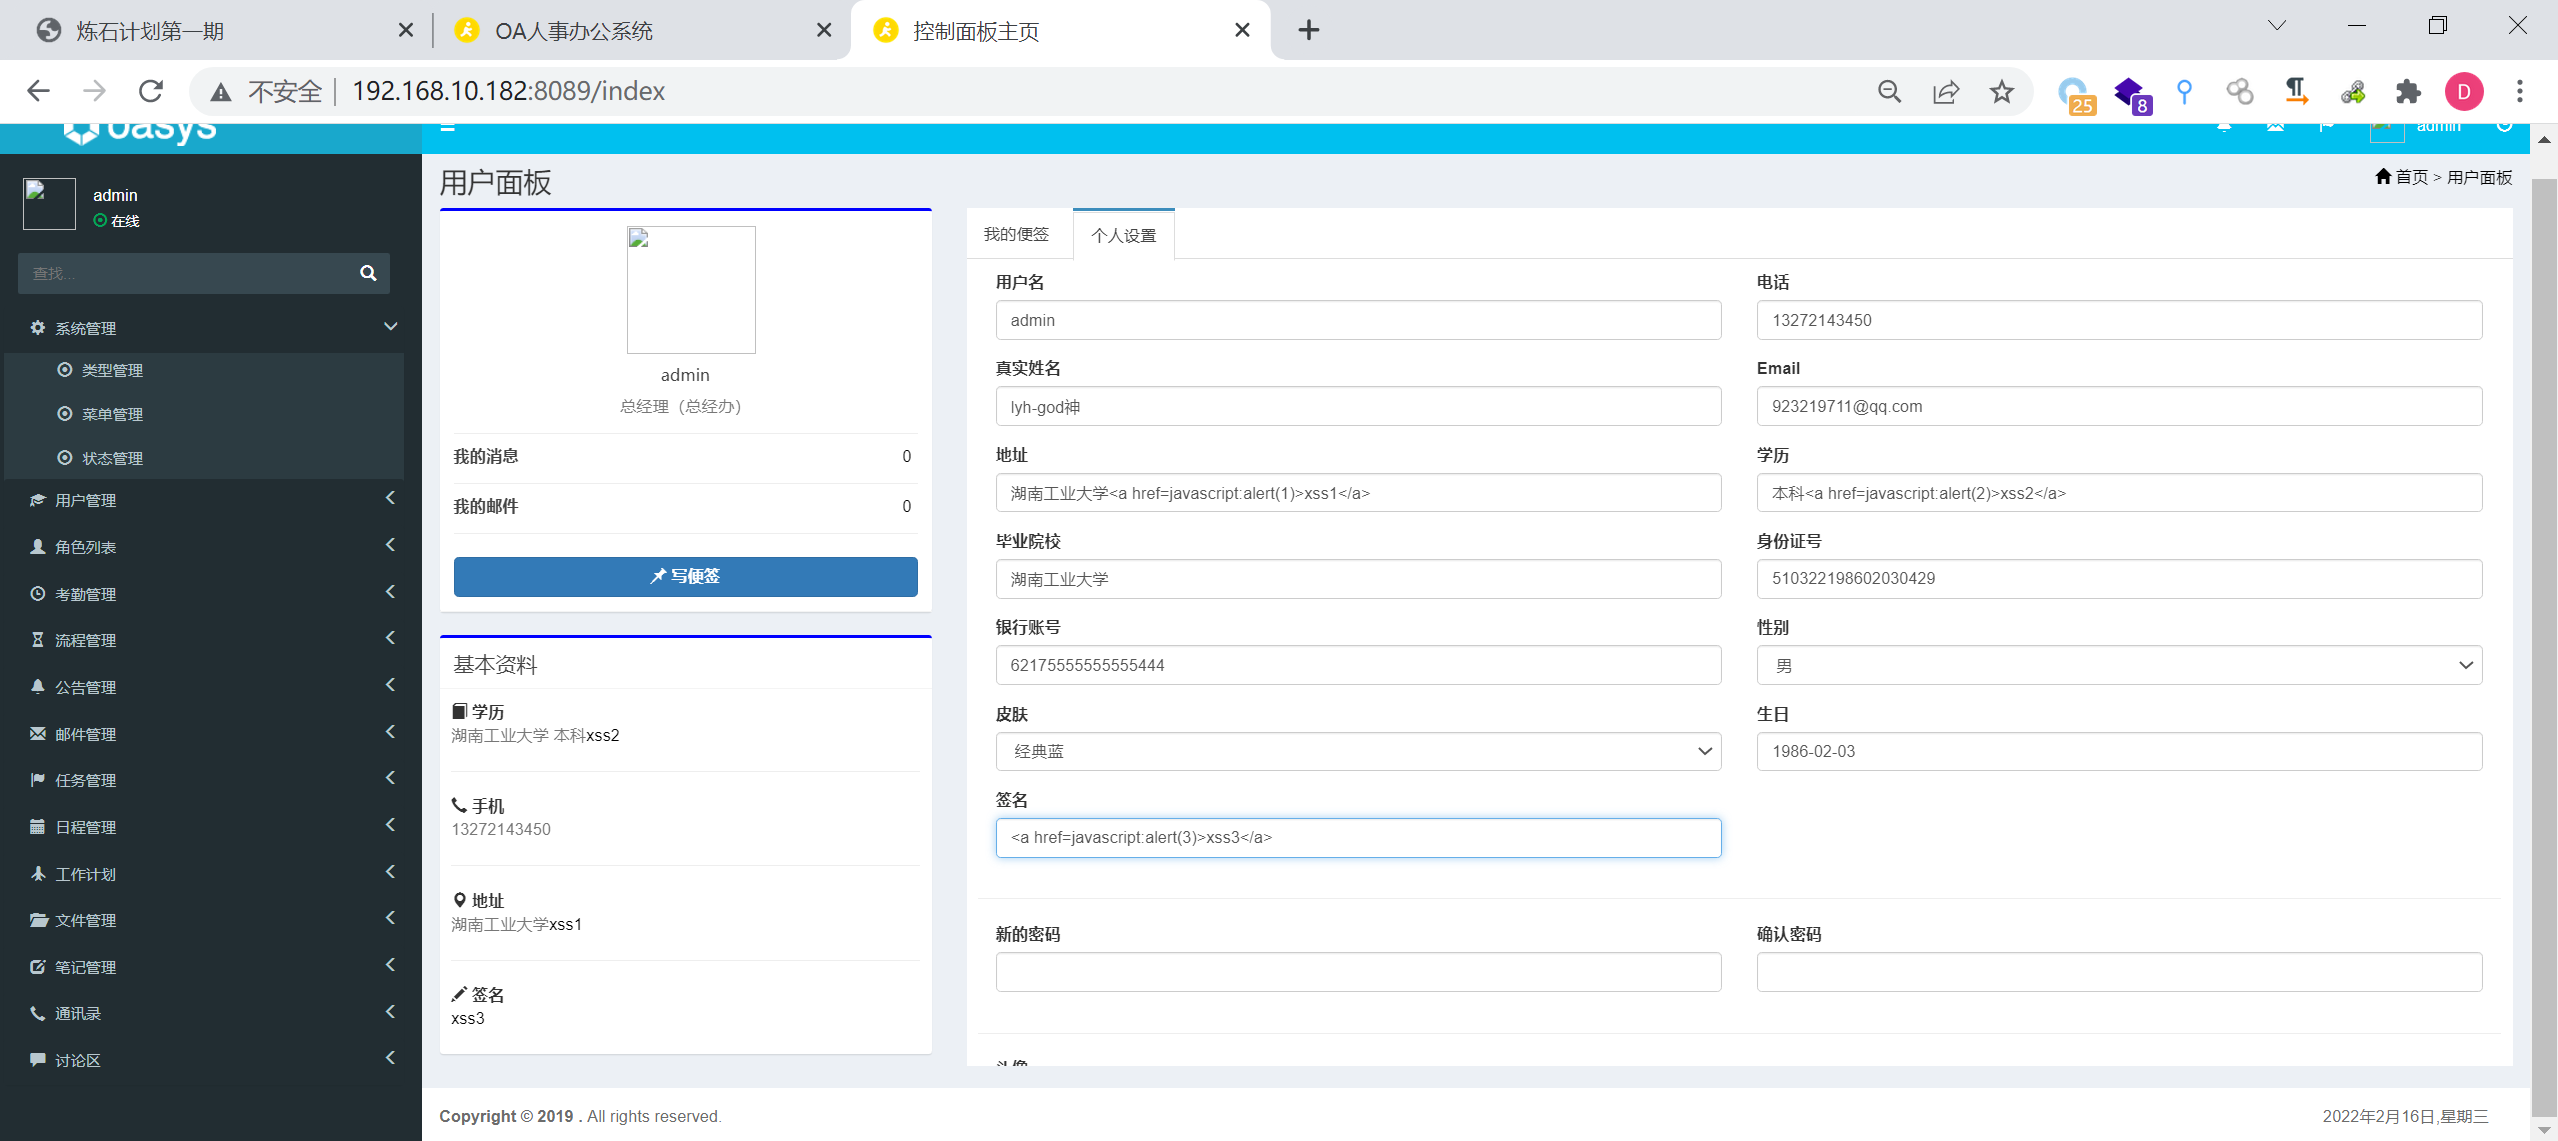 炼石计划第一期
OA人事办公系统
控制面板主页
不安全
192.168.10.182:8089/index
25
8
D
oasys
admin
admin
在线
查找...
系统管理
类型管理
菜单管理
状态管理
用户管理
角色列表
考勤管理
流程管理
公告管理
邮件管理
任务管理
日程管理
工作计划
文件管理
笔记管理
通讯录
讨论区
用户面板
首页 > 用户面板
admin
总经理（总经办）
我的消息 0
我的邮件 0
写便签
基本资料
学历
湖南工业大学 本科xss2
手机
13272143450
地址
湖南工业大学xss1
签名
xss3
我的便签
个人设置
用户名
admin
电话
13272143450
真实姓名
lyh-god神
Email
923219711@qq.com
地址
湖南工业大学<a href=javascript:alert(1)>xss1</a>
学历
本科<a href=javascript:alert(2)>xss2</a>
毕业院校
湖南工业大学
身份证号
510322198602030429
银行账号
62175555555555444
性别
男
皮肤
经典蓝
生日
1986-02-03
签名
<a href=javascript:alert(3)>xss3</a>
新的密码
确认密码
头像
Copyright © 2019 . All rights reserved.
2022年2月16日,星期三